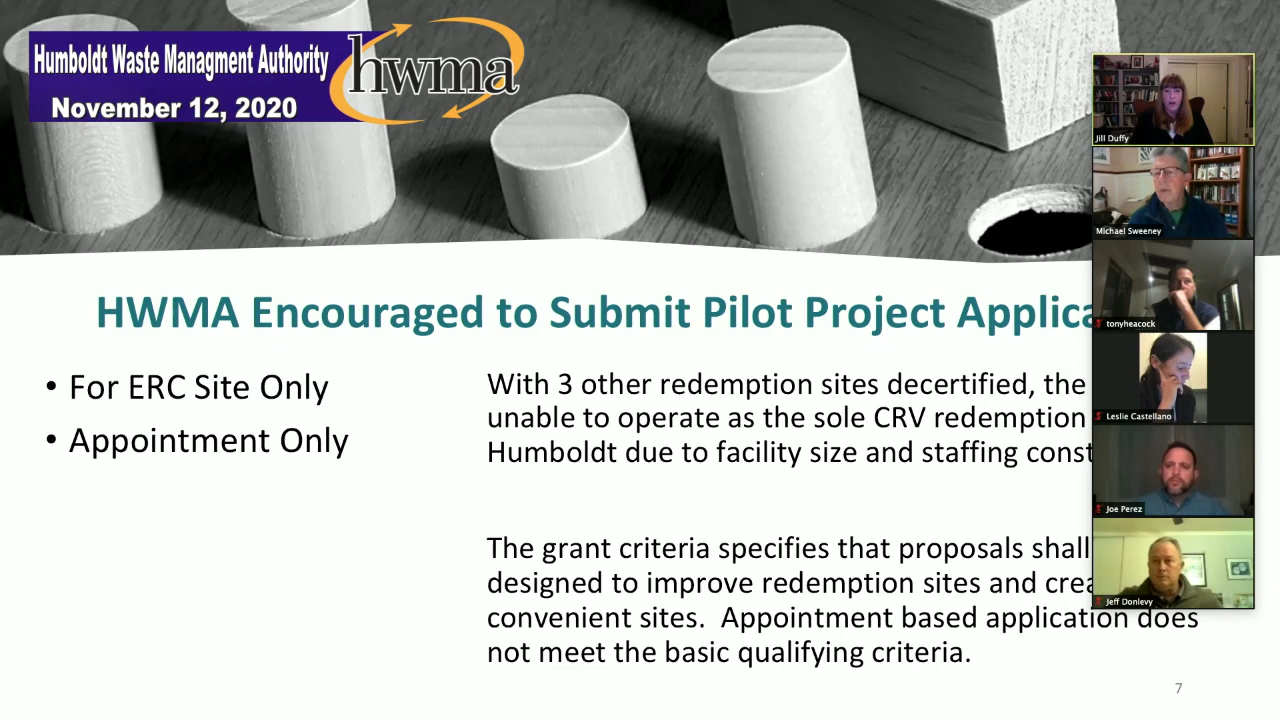 Humboldt Waste Managment Authority
November 12, 2020
hwma
Jill Duffy
Michael Sweeney
tonyheacock
Leslie Castellano
Joe Perez
Jeff Donlevy
HWMA Encouraged to Submit Pilot Project Applica
• For ERC Site Only
• Appointment Only
With 3 other redemption sites decertified, the
unable to operate as the sole CRV redemption
Humboldt due to facility size and staffing const
The grant criteria specifies that proposals shall
designed to improve redemption sites and crea
convenient sites. Appointment based application does
not meet the basic qualifying criteria.
7